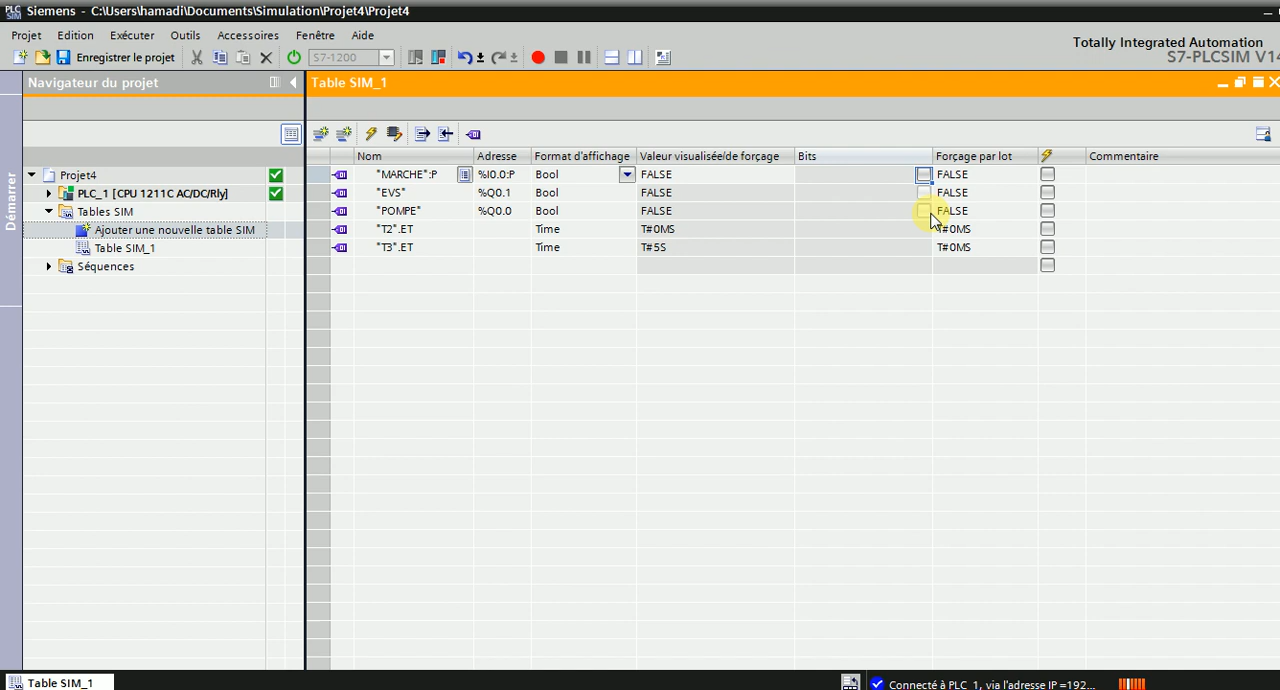 PLC SIM Siemens - C:\Users\hamadi\Documents\Simulation\Projet4\Projet4
Projet Edition Exécuter Outils Accessoires Fenêtre Aide
Totally Integrated Automation
Enregistrer le projet S7-1200
S7-PLCSIM V14
Navigateur du projet
Table SIM_1
Démarrer
Nom Adresse Format d'affichage Valeur visualisée/de forçage Bits Forçage par lot Commentaire
Projet4
PLC_1 [CPU 1211C AC/DC/Rly]
Tables SIM
Ajouter une nouvelle table SIM
Table SIM_1
Séquences
"MARCHE":P %I0.0:P Bool FALSE FALSE
"EVS" %Q0.1 Bool FALSE FALSE
"POMPE" %Q0.0 Bool FALSE FALSE
"T2".ET Time T#0MS T#0MS
"T3".ET Time T#5S T#0MS
Table SIM_1
Connecté à PLC_1, via l'adresse IP =192...